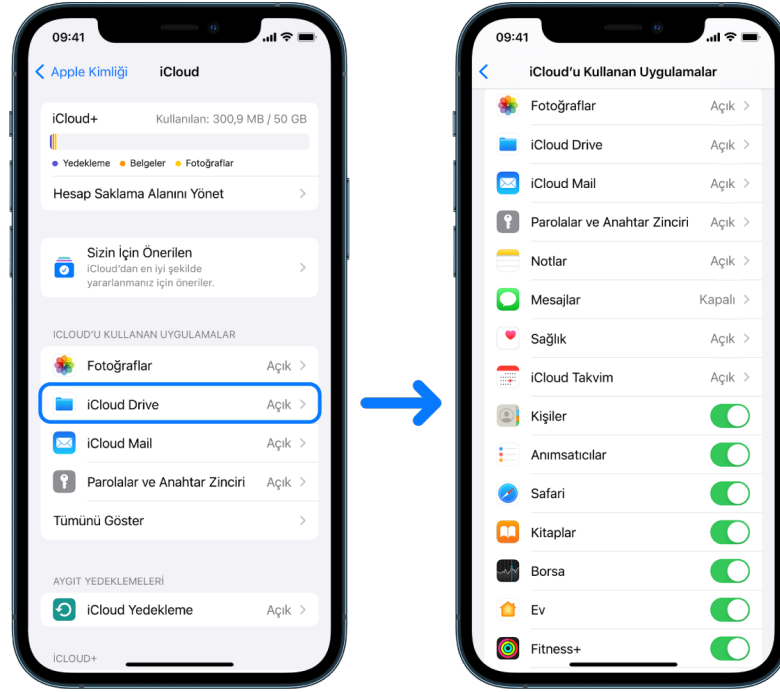 09:41
Apple Kimliği
iCloud
iCloud+
Kullanılan: 300,9 MB / 50 GB
Yedekleme
Belgeler
Fotoğraflar
Hesap Saklama Alanını Yönet
Sizin İçin Önerilen
iCloud'dan en iyi şekilde
yararlanmanız için öneriler.
ICLOUD'U KULLANAN UYGULAMALAR
Fotoğraflar Açık
iCloud Drive Açık
iCloud Mail Açık
Parolalar ve Anahtar Zinciri Açık
Tümünü Göster
AYGIT YEDEKLEMELERİ
iCloud Yedekleme Açık
İCLOUD+
09:41
iCloud'u Kullanan Uygulamalar
Fotoğraflar Açık
iCloud Drive Açık
iCloud Mail Açık
Parolalar ve Anahtar Zinciri Açık
Notlar Açık
Mesajlar Kapalı
Sağlık Açık
iCloud Takvim Açık
Kişiler
Anımsatıcılar
Safari
Kitaplar
Borsa
Ev
Fitness+